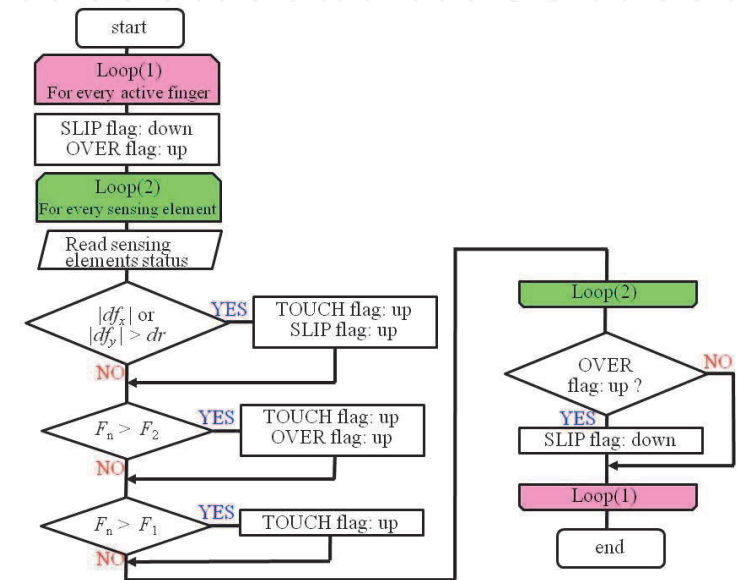 start
Loop(1)
For every active finger
SLIP flag: down
OVER flag: up
Loop(2)
For every sensing element
Read sensing
elements status
|dfx| or
|dfy| > dr
YES
TOUCH flag: up
SLIP flag: up
NO
Fn > F2
YES
TOUCH flag: up
OVER flag: up
NO
Fn > F1
YES
TOUCH flag: up
NO
Loop(2)
OVER
flag: up ?
NO
YES
SLIP flag: down
Loop(1)
end